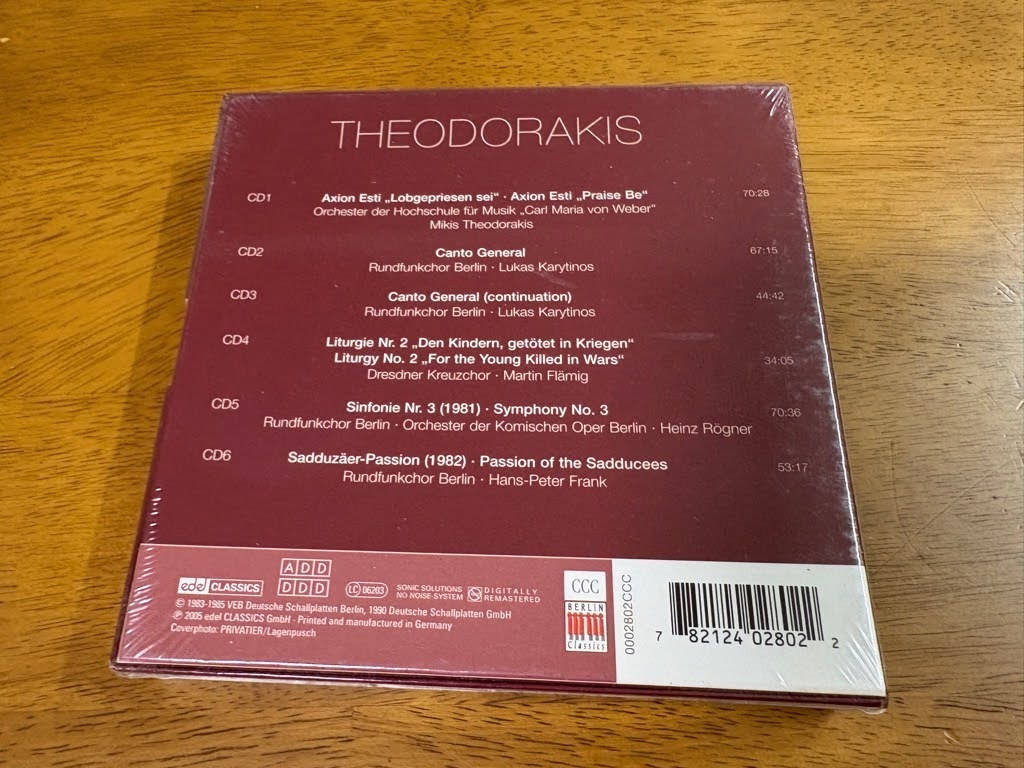 THEODORAKIS
CD1 Axion Esti „Lobgepriesen sei“ · Axion Esti „Praise Be“ 70:28
Orchester der Hochschule für Musik „Carl Maria von Weber“
Mikis Theodorakis
CD2 Canto General 67:15
Rundfunkchor Berlin · Lukas Karytinos
CD3 Canto General (continuation) 44:42
Rundfunkchor Berlin · Lukas Karytinos
CD4 Liturgie Nr. 2 „Den Kindern, getötet in Kriegen“
Liturgy No. 2 „For the Young Killed in Wars“ 34:05
Dresdner Kreuzchor · Martin Flämig
CD5 Sinfonie Nr. 3 (1981) · Symphony No. 3 70:36
Rundfunkchor Berlin · Orchester der Komischen Oper Berlin · Heinz Rögner
CD6 Sadduzäer-Passion (1982) · Passion of the Sadducees 53:17
Rundfunkchor Berlin · Hans-Peter Frank
edel CLASSICS
ADD
DDD
LC 06203
SONIC SOLUTIONS
NO NOISE SYSTEM
DIGITALLY
REMASTERED
© 1983-1985 VEB Deutsche Schallplatten Berlin, 1990 Deutsche Schallplatten GmbH
℗ 2005 edel CLASSICS GmbH · Printed and manufactured in Germany
Coverphoto: PRIVATIER/Lagenpusch
CCC
BERLIN
Classics
0002802CCC
7 82124 02802 2